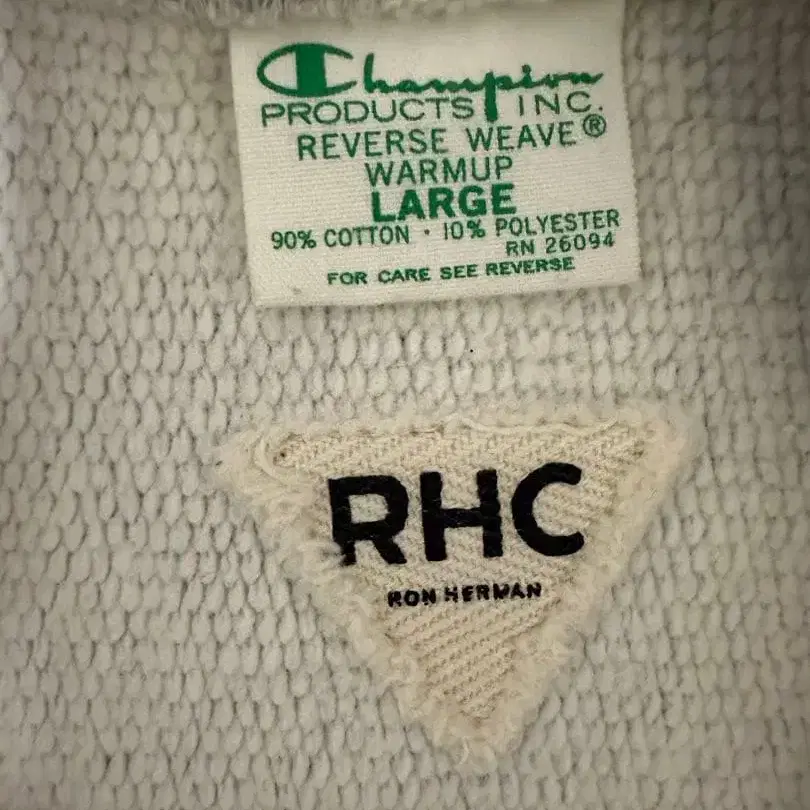 Champion
PRODUCTS INC.
REVERSE WEAVE®
WARMUP
LARGE
90% COTTON · 10% POLYESTER
RN 26094
FOR CARE SEE REVERSE
RHC
RON HERMAN